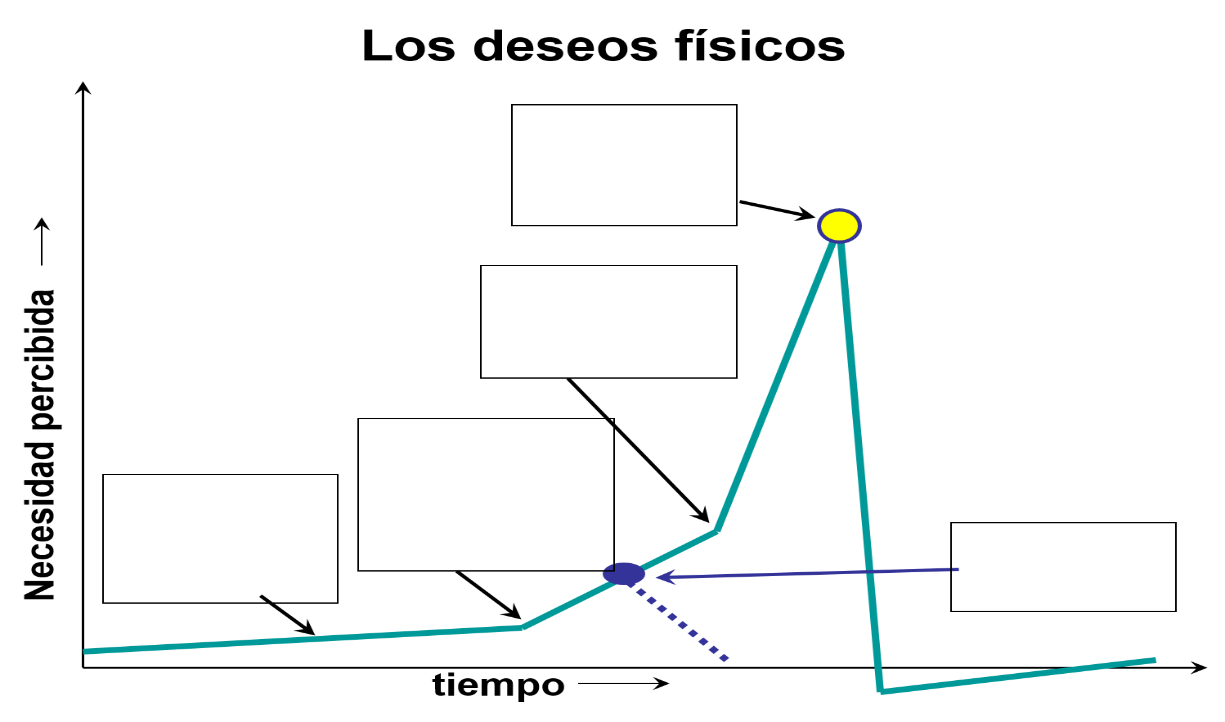 Los deseos físicos
Necesidad percibida
tiempo